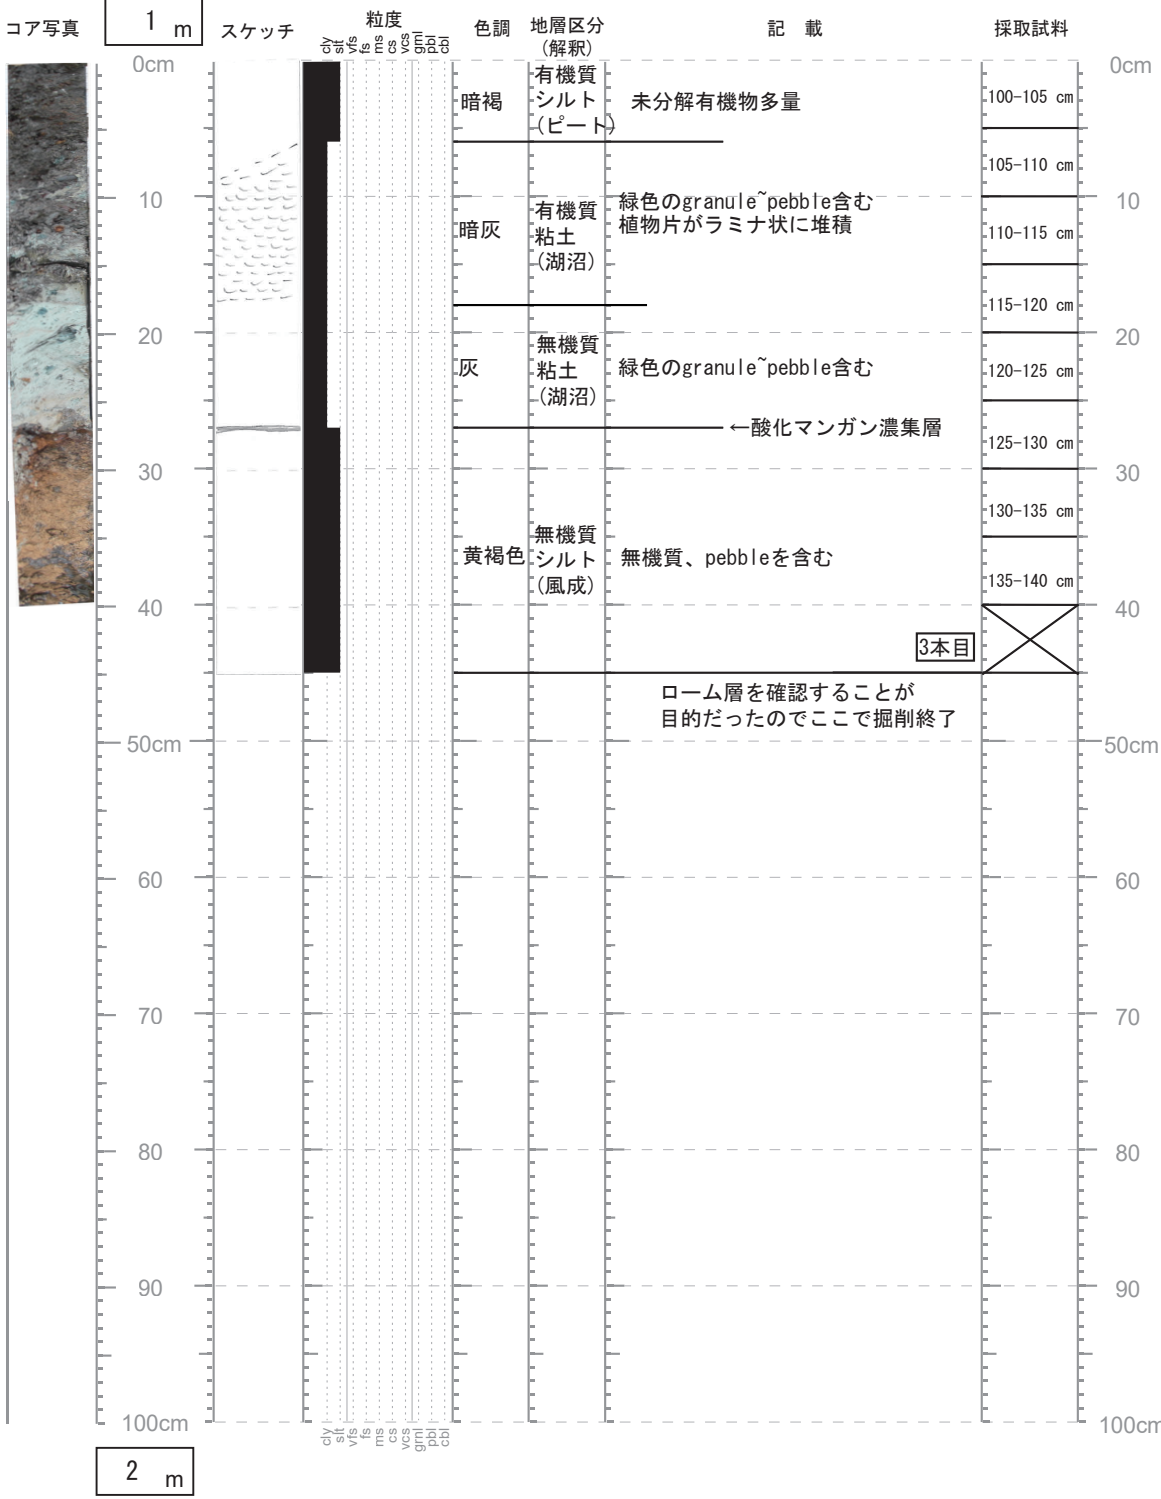 コア写真
1 m
スケッチ
粒度
cly
slt
vfs
fs
ms
cs
vcs
grnl
pbl
cbl
色調
地層区分
(解釈)
記 載
採取試料
0cm
10
20
30
40
50cm
60
70
80
90
100cm
暗褐
有機質
シルト
(ピート)
未分解有機物多量
暗灰
有機質
粘土
(湖沼)
緑色のgranule~pebble含む
植物片がラミナ状に堆積
灰
無機質
粘土
(湖沼)
緑色のgranule~pebble含む
←酸化マンガン濃集層
黄褐色
無機質
シルト
(風成)
無機質、pebbleを含む
3本目
ローム層を確認することが
目的だったのでここで掘削終了
100-105 cm
105-110 cm
110-115 cm
115-120 cm
120-125 cm
125-130 cm
130-135 cm
135-140 cm
0cm
10
20
30
40
50cm
60
70
80
90
100cm
cly
slt
vfs
fs
ms
cs
vcs
grnl
pbl
cbl
2 m